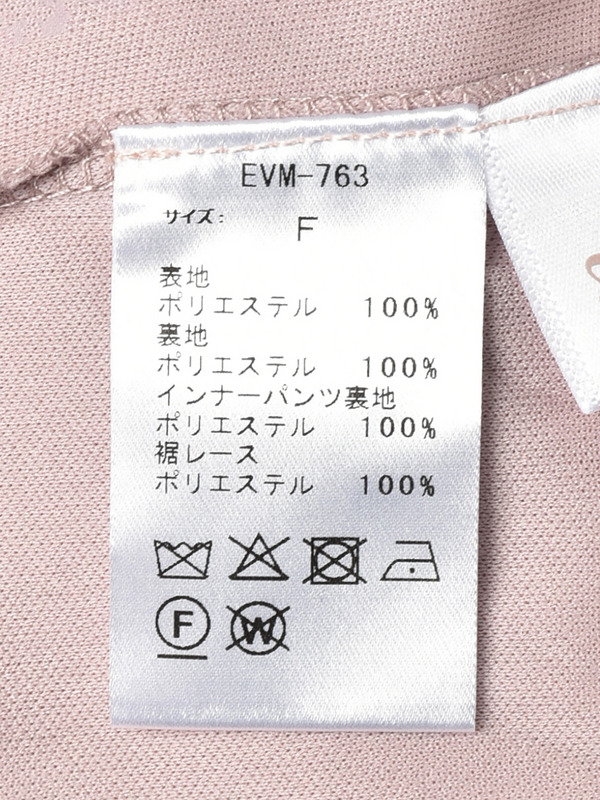 EVM-763
サイズ:
F
表地
ポリエステル 100%
裏地
ポリエステル 100%
インナーパンツ裏地
ポリエステル 100%
裾レース
ポリエステル 100%
F W